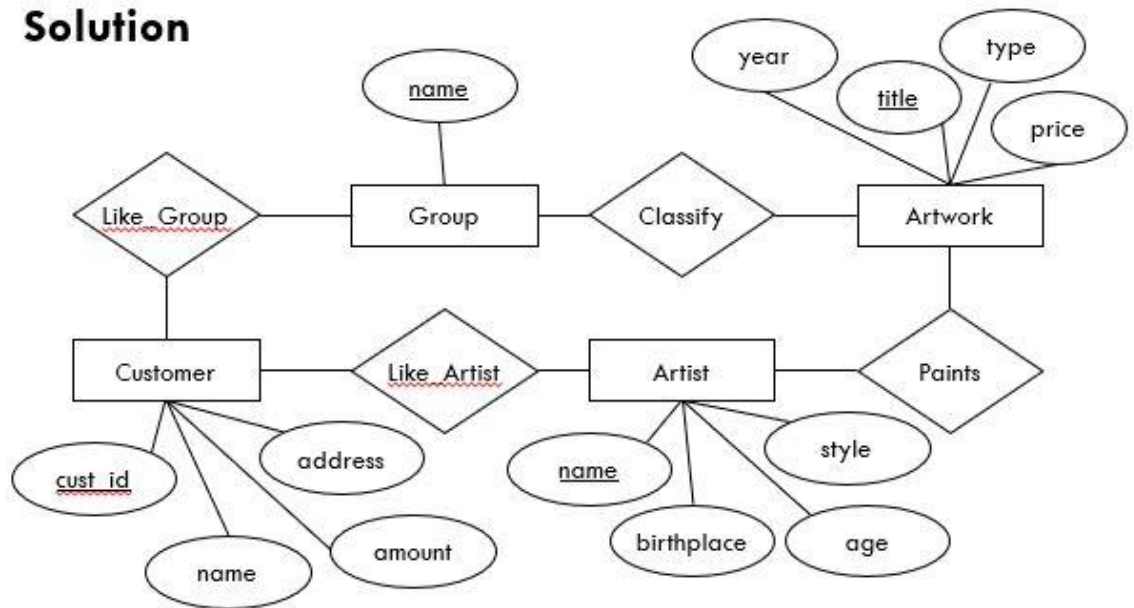 Solution
name
year
title
type
price
Like_Group
Group
Classify
Artwork
Customer
Like_Artist
Artist
Paints
cust_id
name
amount
address
name
birthplace
age
style